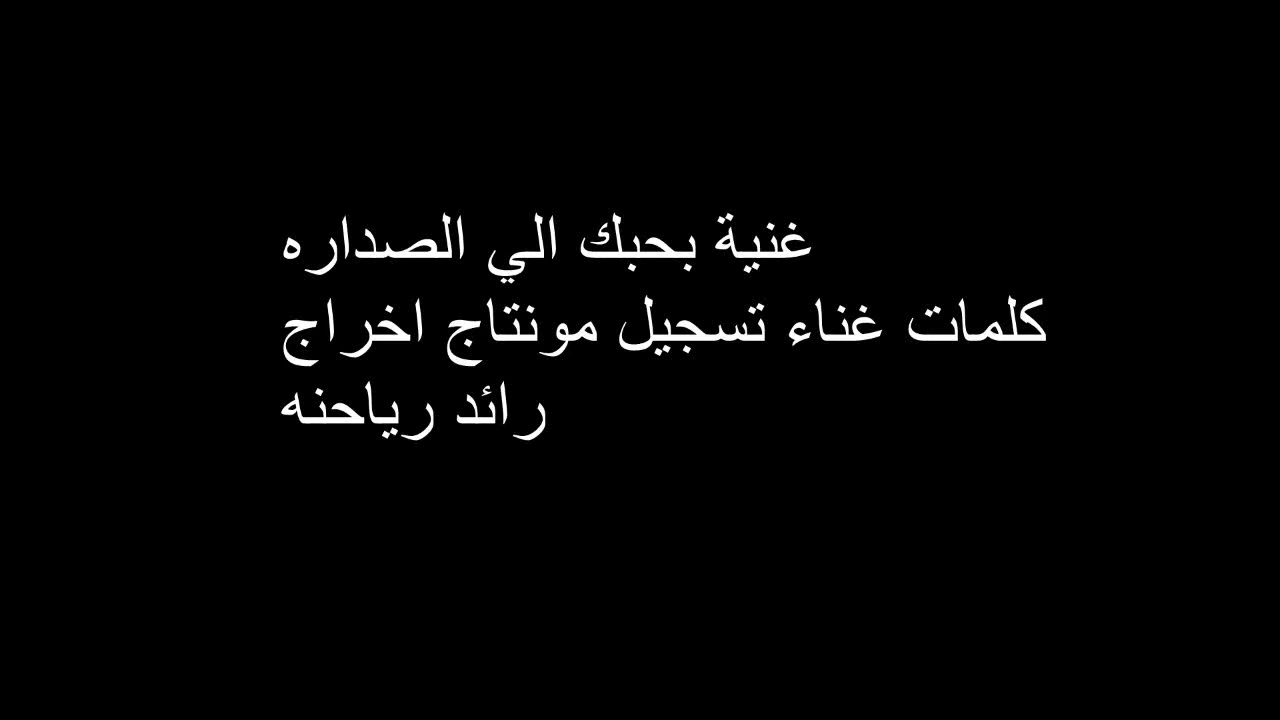 غنية بحبك الي الصداره
كلمات غناء تسجيل مونتاج اخراج
رائد رياحنه